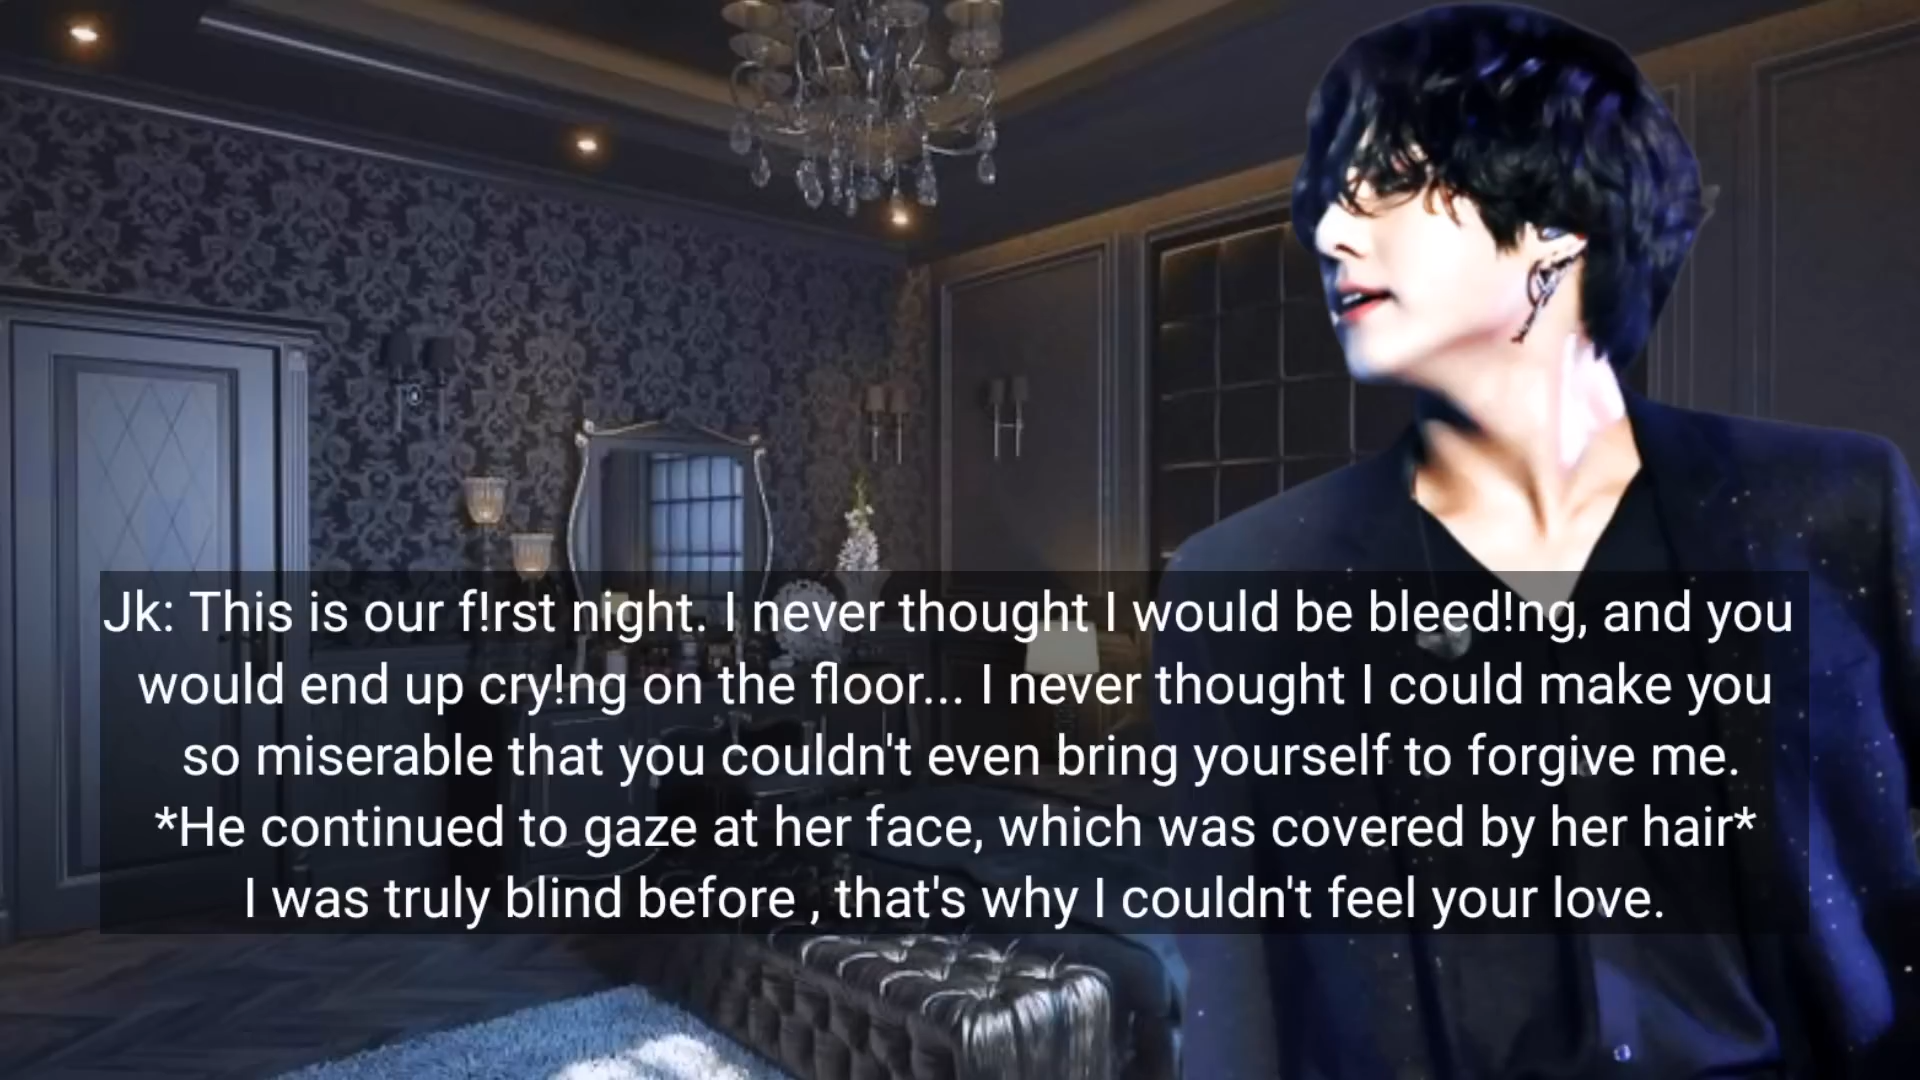 Jk: This is our f!rst night. I never thought I would be bleed!ng, and you
would end up cry!ng on the floor... I never thought I could make you
so miserable that you couldn't even bring yourself to forgive me.
*He continued to gaze at her face, which was covered by her hair*
I was truly blind before , that's why I couldn't feel your love.